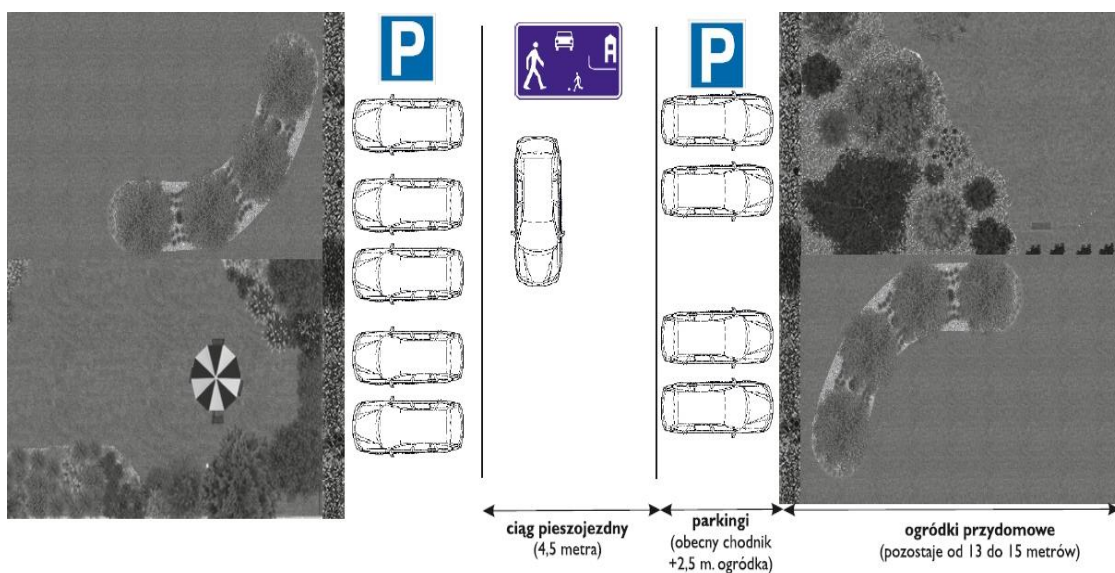 P
P
ciąg pieszojezdny
(4,5 metra)
parkingi
(obecny chodnik
+2,5 m. ogródka)
ogródki przydomowe
(pozostaje od 13 do 15 metrów)